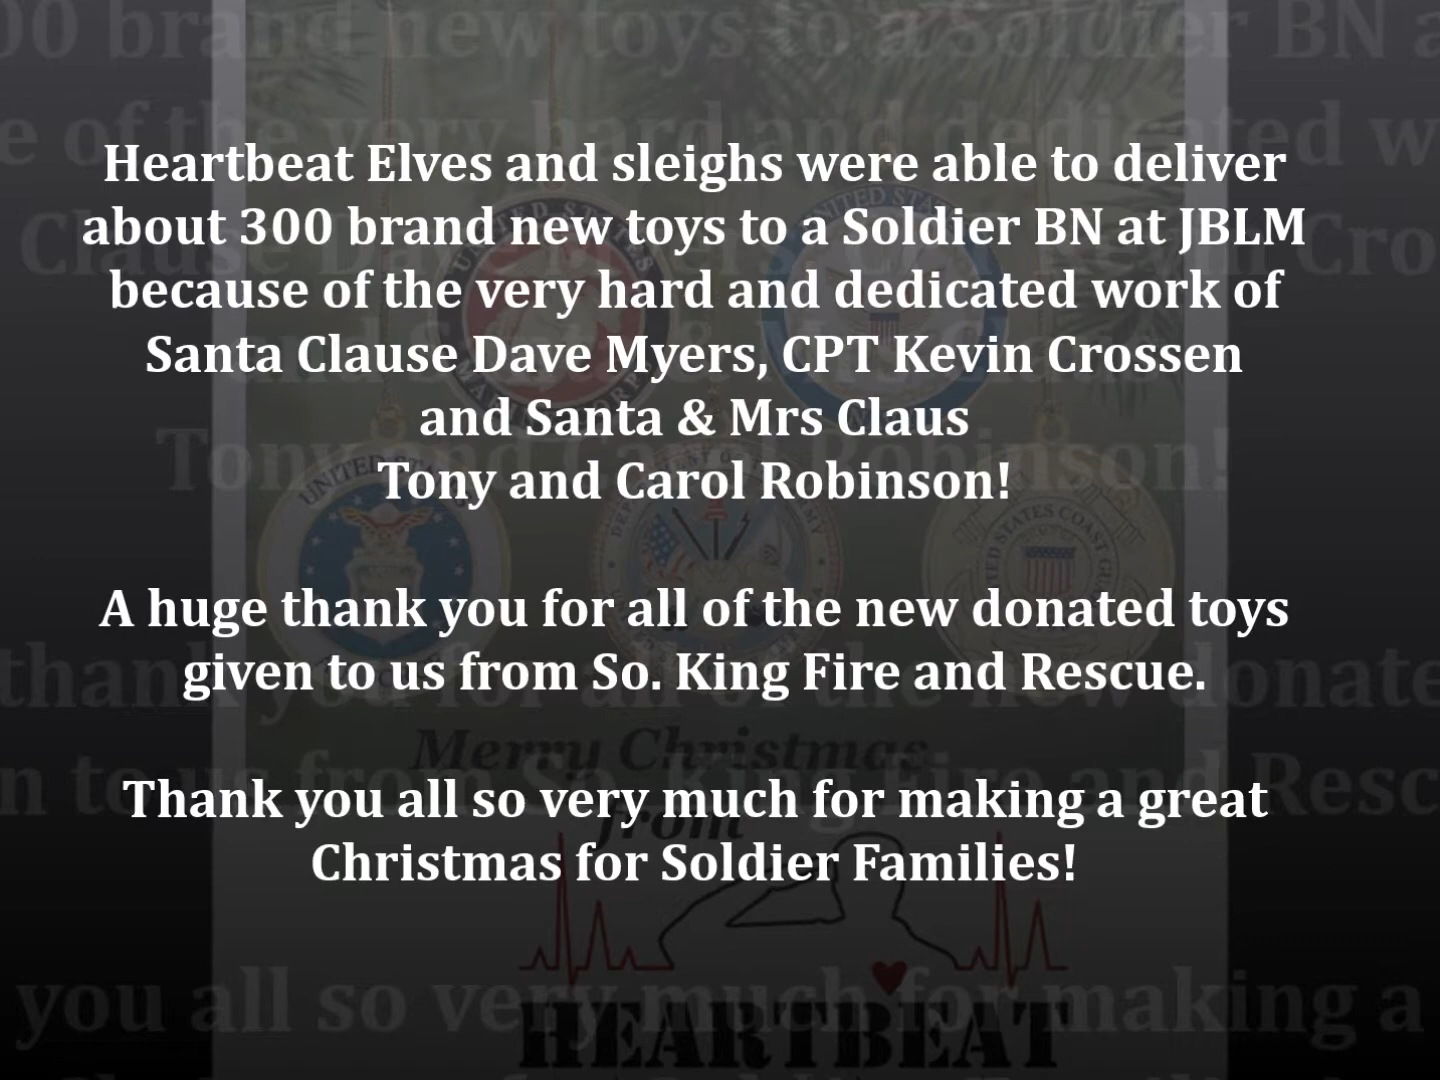 Heartbeat Elves and sleighs were able to deliver
about 300 brand new toys to a Soldier BN at JBLM
because of the very hard and dedicated work of
Santa Clause Dave Myers, CPT Kevin Crossen
and Santa & Mrs Claus
Tony and Carol Robinson!
A huge thank you for all of the new donated toys
given to us from So. King Fire and Rescue.
Thank you all so very much for making a great
Christmas for Soldier Families!
Merry Christmas
from
HEARTBEAT